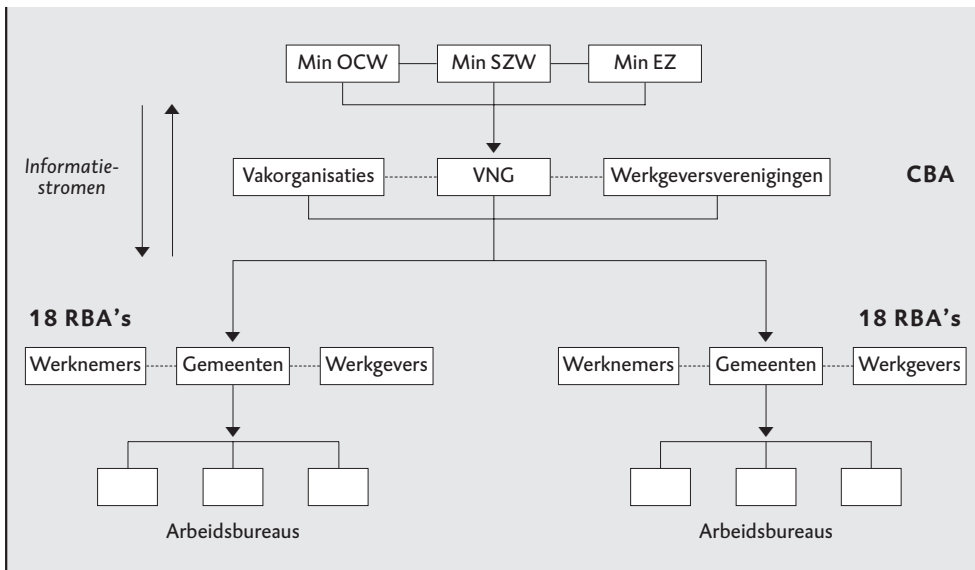 Min OCW
Min SZW
Min EZ
Informatie-
stromen
Vakorganisaties
VNG
Werkgeversverenigingen
CBA
18 RBA's
18 RBA's
Werknemers
Gemeenten
Werkgevers
Werknemers
Gemeenten
Werkgevers
Arbeidsbureaus
Arbeidsbureaus